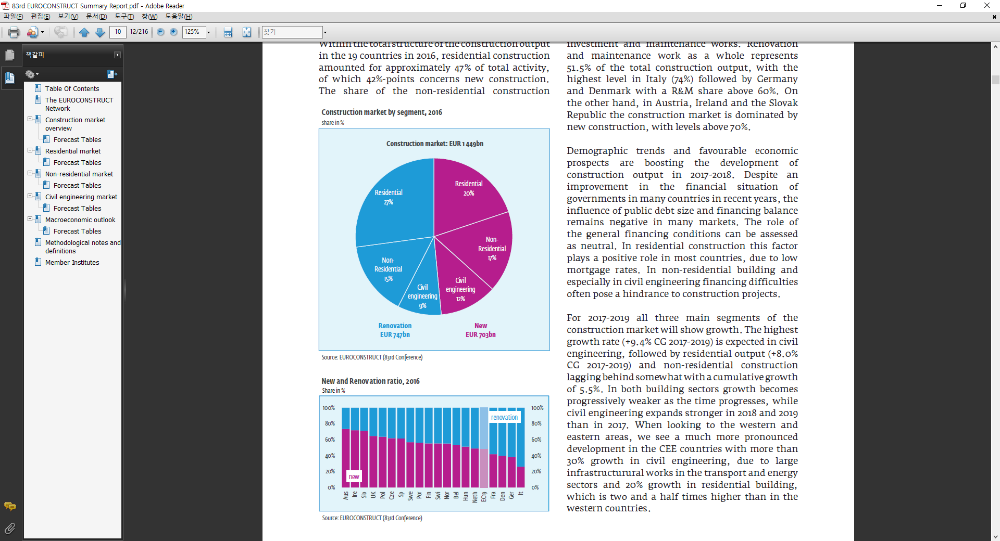 83rd EUROCONSTRUCT Summary Report.pdf - Adobe Reader
파일(F) 편집(E) 보기(V) 문서(D) 도구(T) 창(W) 도움말(H)
10 12/216 125% 찾기
책갈피
Table Of Contents
The EUROCONSTRUCT
Network
Construction market
overview
Forecast Tables
Residential market
Forecast Tables
Non-residential market
Forecast Tables
Civil engineering market
Forecast Tables
Macroeconomic outlook
Forecast Tables
Methodological notes and
definitions
Member Institutes
Within the total structure of the construction output
in the 19 countries in 2016, residential construction
amounted for approximately 47% of total activity,
of which 42%-points concerns new construction.
The share of the non-residential construction
Construction market by segment, 2016
share in %
Construction market: EUR 1 449bn
Residential
27%
Residential
20%
Non-
Residential
17%
Non-
Residential
15%
Civil
engineering
12%
Civil
engineering
9%
Renovation
EUR 747bn
New
EUR 703bn
Source: EUROCONSTRUCT (83rd Conference)
New and Renovation ratio, 2016
Share in %
100%
80%
60%
40%
20%
0%
renovation
new
100%
80%
60%
40%
20%
0%
Aus Ire Slo UK Pol Cze Sp Swe Por Fin Swi Nor Bel Hun Neth EC19 Fra Den Ger It
Source: EUROCONSTRUCT (83rd Conference)
investment and maintenance works. Renovation
and maintenance work as a whole represents
51.5% of the total construction output, with the
highest level in Italy (74%) followed by Germany
and Denmark with a R&M share above 60%. On
the other hand, in Austria, Ireland and the Slovak
Republic the construction market is dominated by
new construction, with levels above 70%.
Demographic trends and favourable economic
prospects are boosting the development of
construction output in 2017-2018. Despite an
improvement in the financial situation of
governments in many countries in recent years, the
influence of public debt size and financing balance
remains negative in many markets. The role of
the general financing conditions can be assessed
as neutral. In residential construction this factor
plays a positive role in most countries, due to low
mortgage rates. In non-residential building and
especially in civil engineering financing difficulties
often pose a hindrance to construction projects.
For 2017-2019 all three main segments of the
construction market will show growth. The highest
growth rate (+9.4% CG 2017-2019) is expected in civil
engineering, followed by residential output (+8.0%
CG 2017-2019) and non-residential construction
lagging behind somewhat with a cumulative growth
of 5.5%. In both building sectors growth becomes
progressively weaker as the time progresses, while
civil engineering expands stronger in 2018 and 2019
than in 2017. When looking to the western and
eastern areas, we see a much more pronounced
development in the CEE countries with more than
30% growth in civil engineering, due to large
infrastructurural works in the transport and energy
sectors and 20% growth in residential building,
which is two and a half times higher than in the
western countries.